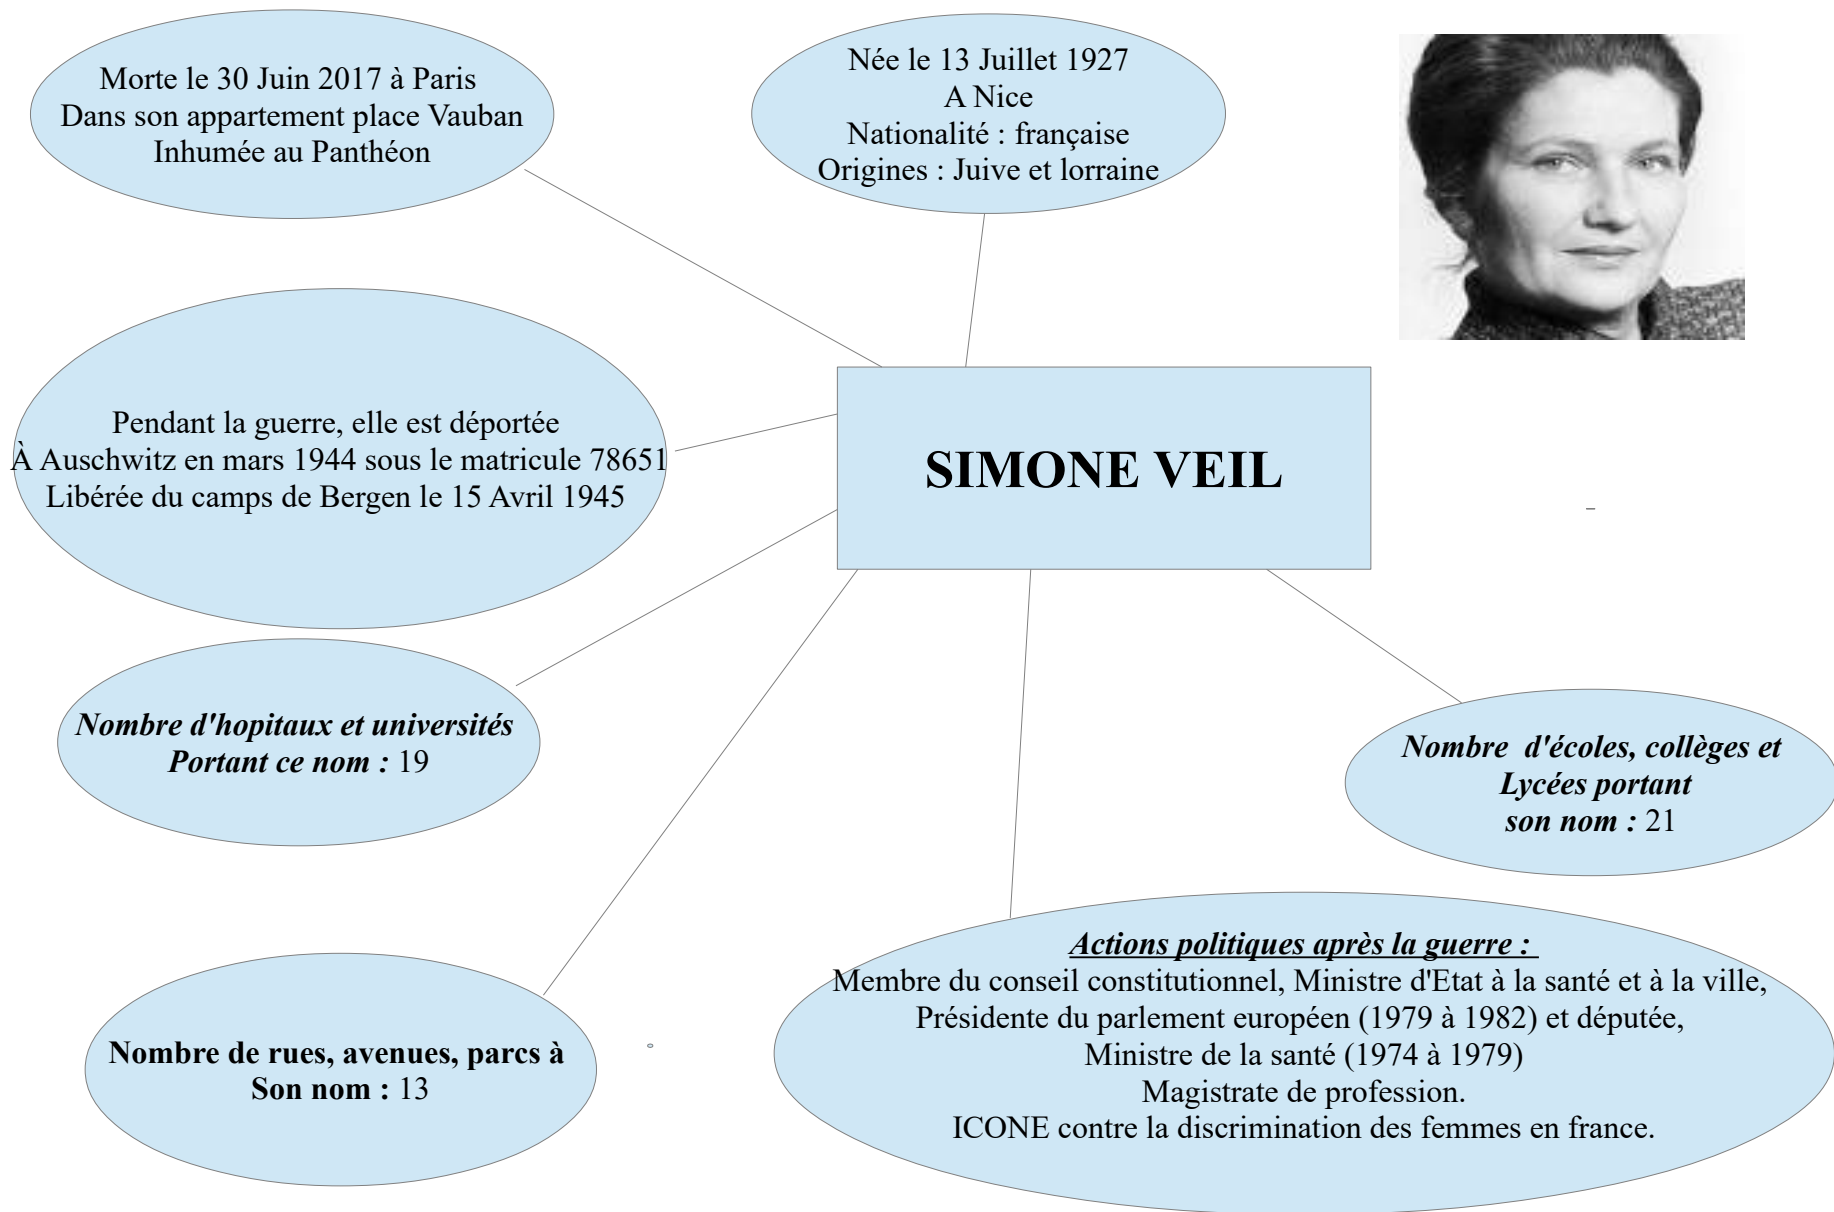 Morte le 30 Juin 2017 à Paris
Dans son appartement place Vauban
Inhumée au Panthéon
Née le 13 Juillet 1927
A Nice
Nationalité : française
Origines : Juive et lorraine
Pendant la guerre, elle est déportée
À Auschwitz en mars 1944 sous le matricule 78651
Libérée du camps de Bergen le 15 Avril 1945
SIMONE VEIL
Nombre d'hopitaux et universités
Portant ce nom : 19
Nombre d'écoles, collèges et
Lycées portant
son nom : 21
Nombre de rues, avenues, parcs à
Son nom : 13
Actions politiques après la guerre :
Membre du conseil constitutionnel, Ministre d'Etat à la santé et à la ville,
Présidente du parlement européen (1979 à 1982) et députée,
Ministre de la santé (1974 à 1979)
Magistrate de profession.
ICONE contre la discrimination des femmes en france.